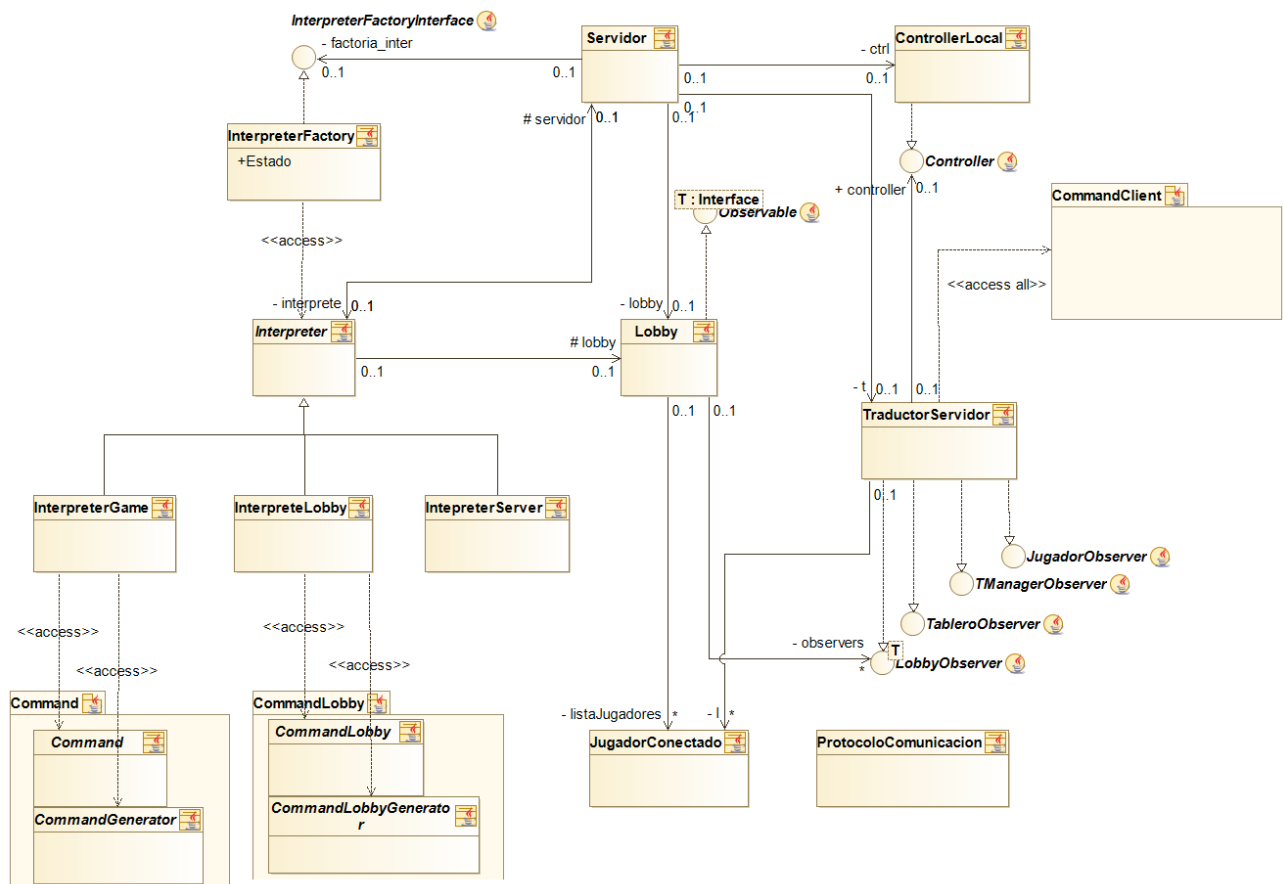 InterpreterFactoryInterface
- factoria_inter
0..1
0..1
Servidor
0..1
0..1
0..1
- ctrl
0..1
ControllerLocal
# servidor
0..1
InterpreterFactory
+Estado
<<access>>
T : Interface
Observable
Controller
+ controller
0..1
CommandClient
<<access all>>
- interprete
0..1
- lobby
0..1
Interpreter
0..1
# lobby
0..1
Lobby
0..1
0..1
- t
0..1
0..1
TraductorServidor
0..1
InterpreterGame
InterpreteLobby
IntepreterServer
JugadorObserver
TManagerObserver
TableroObserver
T
LobbyObserver
- observers
*
<<access>>
<<access>>
<<access>>
<<access>>
Command
Command
CommandGenerator
CommandLobby
CommandLobby
CommandLobbyGenerato
r
- listaJugadores
*
- l
*
JugadorConectado
ProtocoloComunicacion